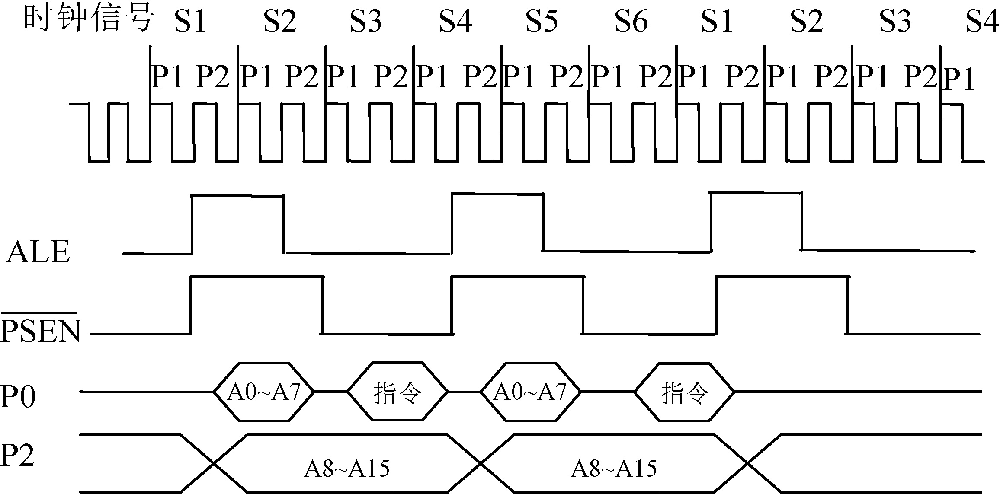 时钟信号 S1 S2 S3 S4 S5 S6 S1 S2 S3 S4
P1 P2 P1 P2 P1 P2 P1 P2 P1 P2 P1 P2 P1 P2 P1 P2 P1 P2 P1
ALE
PSEN
P0 A0~A7 指令 A0~A7 指令
P2 A8~A15 A8~A15